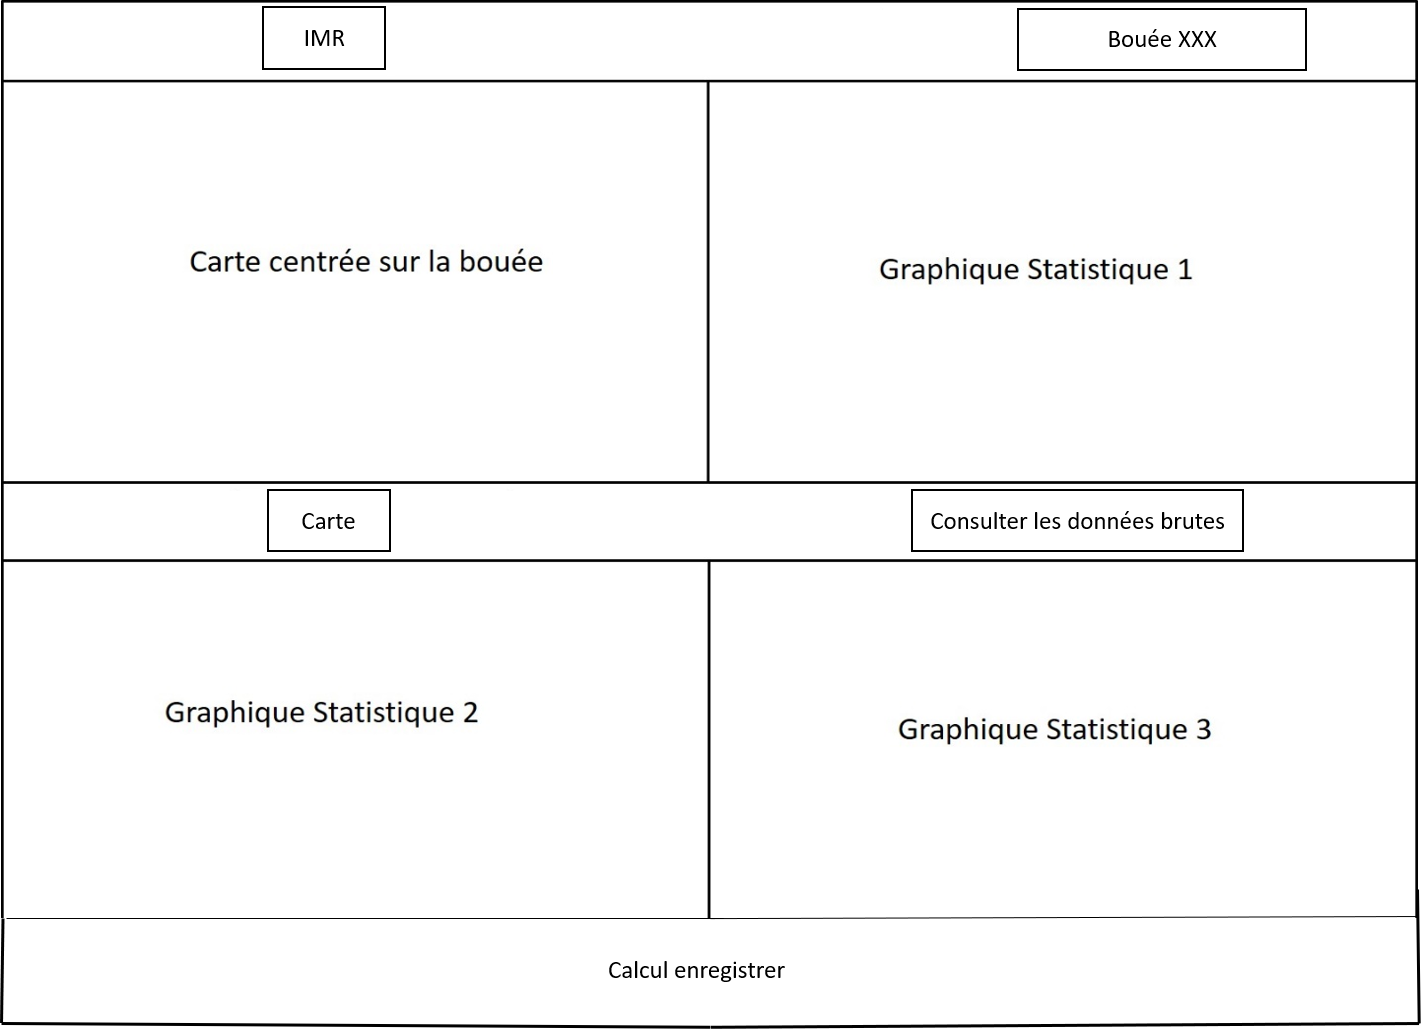 IMR
Bouée XXX
Carte centrée sur la bouée
Graphique Statistique 1
Carte
Consulter les données brutes
Graphique Statistique 2
Graphique Statistique 3
Calcul enregistrer